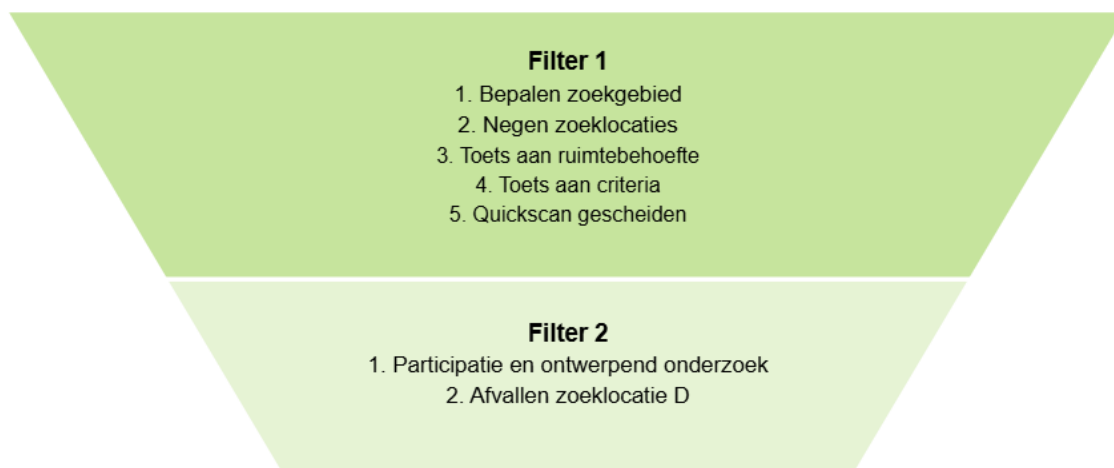 Filter 1
1. Bepalen zoekgebied
2. Negen zoeklocaties
3. Toets aan ruimtebehoefte
4. Toets aan criteria
5. Quickscan gescheiden
Filter 2
1. Participatie en ontwerpend onderzoek
2. Afvallen zoeklocatie D